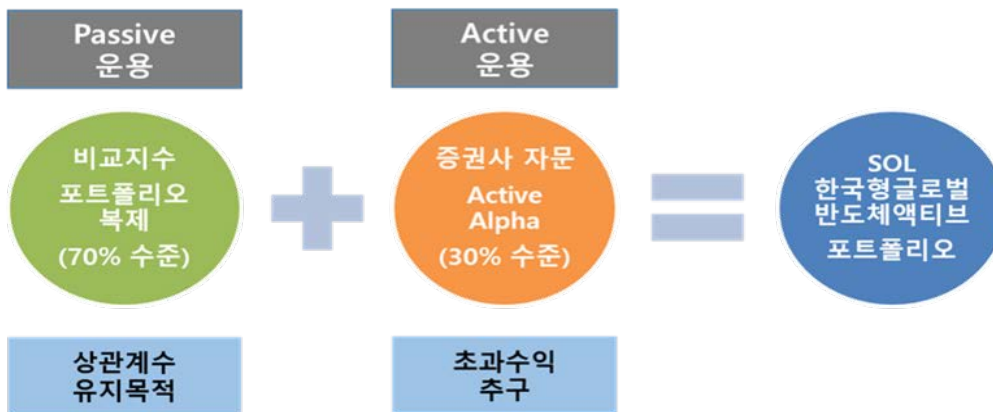 Passive
운용
Active
운용
비교지수
포트폴리오
복제
(70% 수준)
증권사 자문
Active
Alpha
(30% 수준)
SOL
한국형글로벌
반도체액티브
포트폴리오
상관계수
유지목적
초과수익
추구